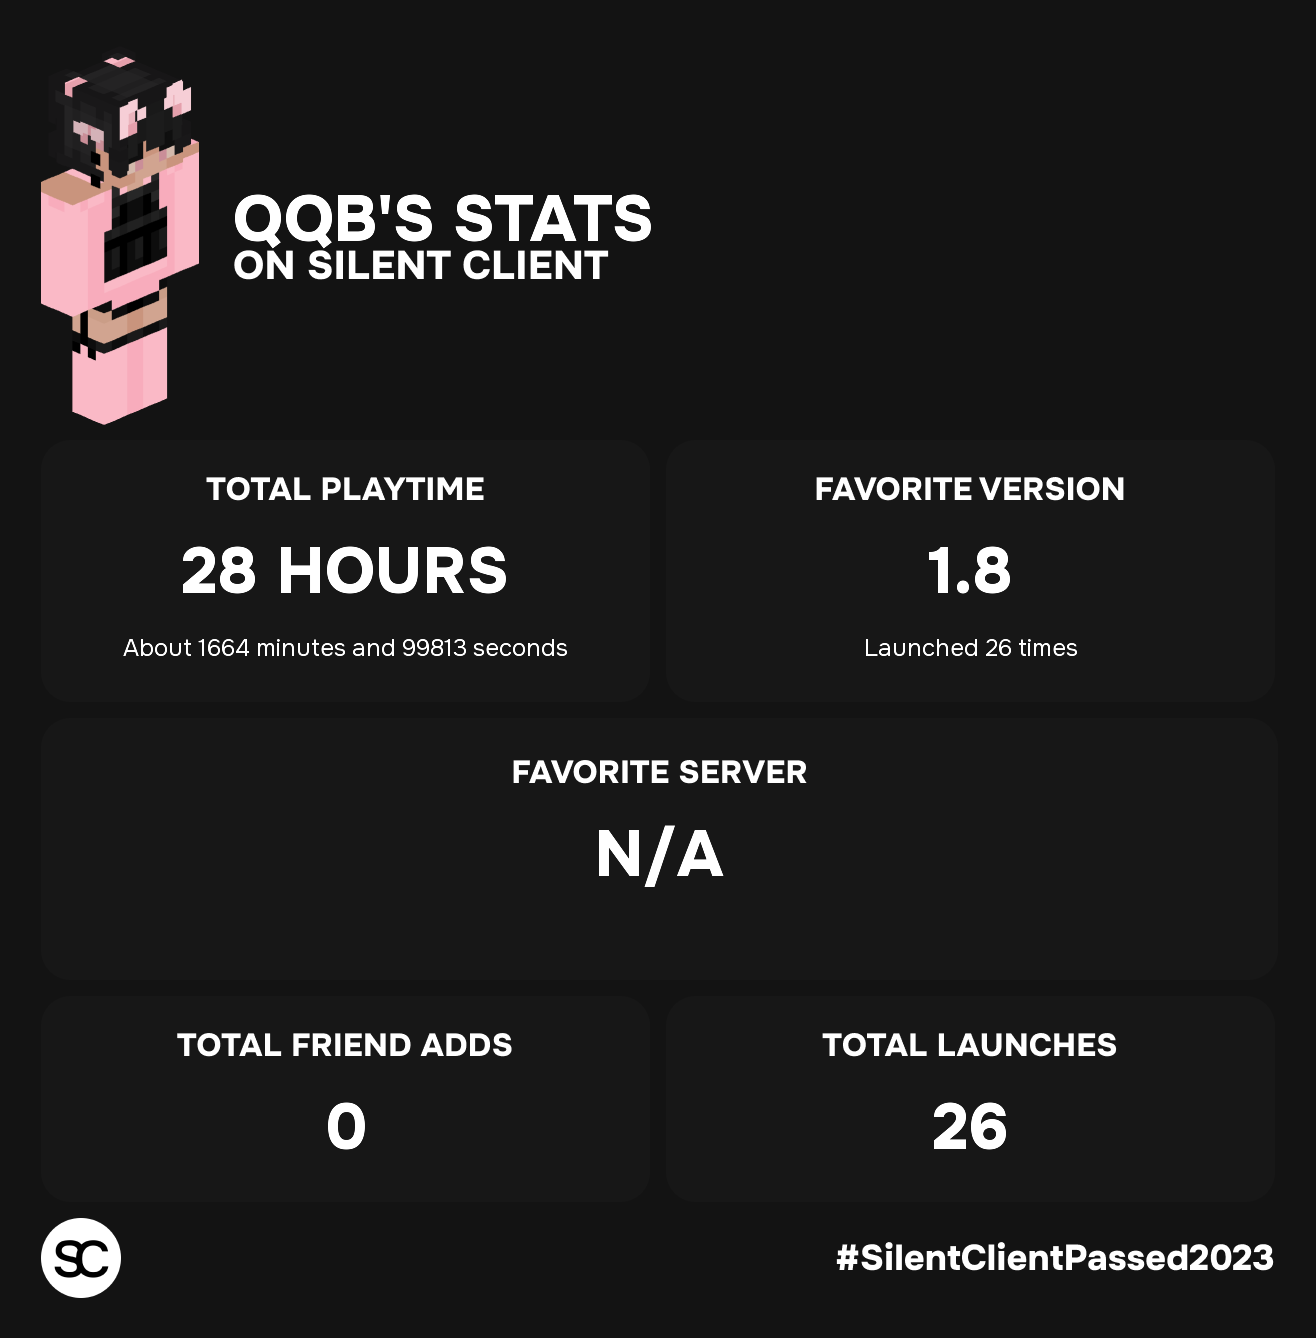 QQB'S STATS
ON SILENT CLIENT
TOTAL PLAYTIME
28 HOURS
About 1664 minutes and 99813 seconds
FAVORITE VERSION
1.8
Launched 26 times
FAVORITE SERVER
N/A
TOTAL FRIEND ADDS
0
TOTAL LAUNCHES
26
SC
#SilentClientPassed2023